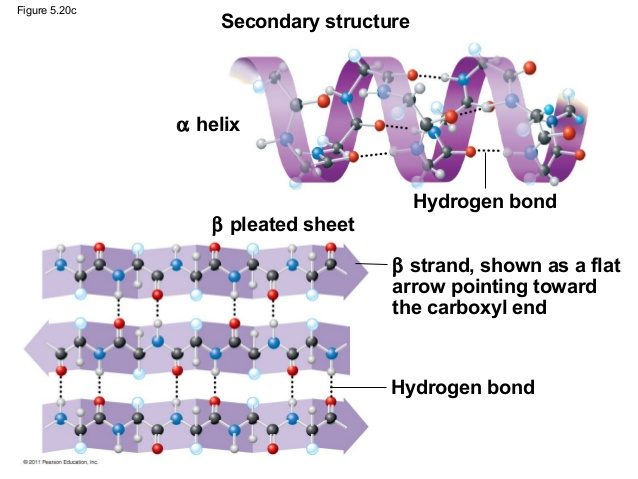 Figure 5.20c
Secondary structure
α helix
Hydrogen bond
β pleated sheet
β strand, shown as a flat
arrow pointing toward
the carboxyl end
Hydrogen bond
© 2011 Pearson Education, Inc.